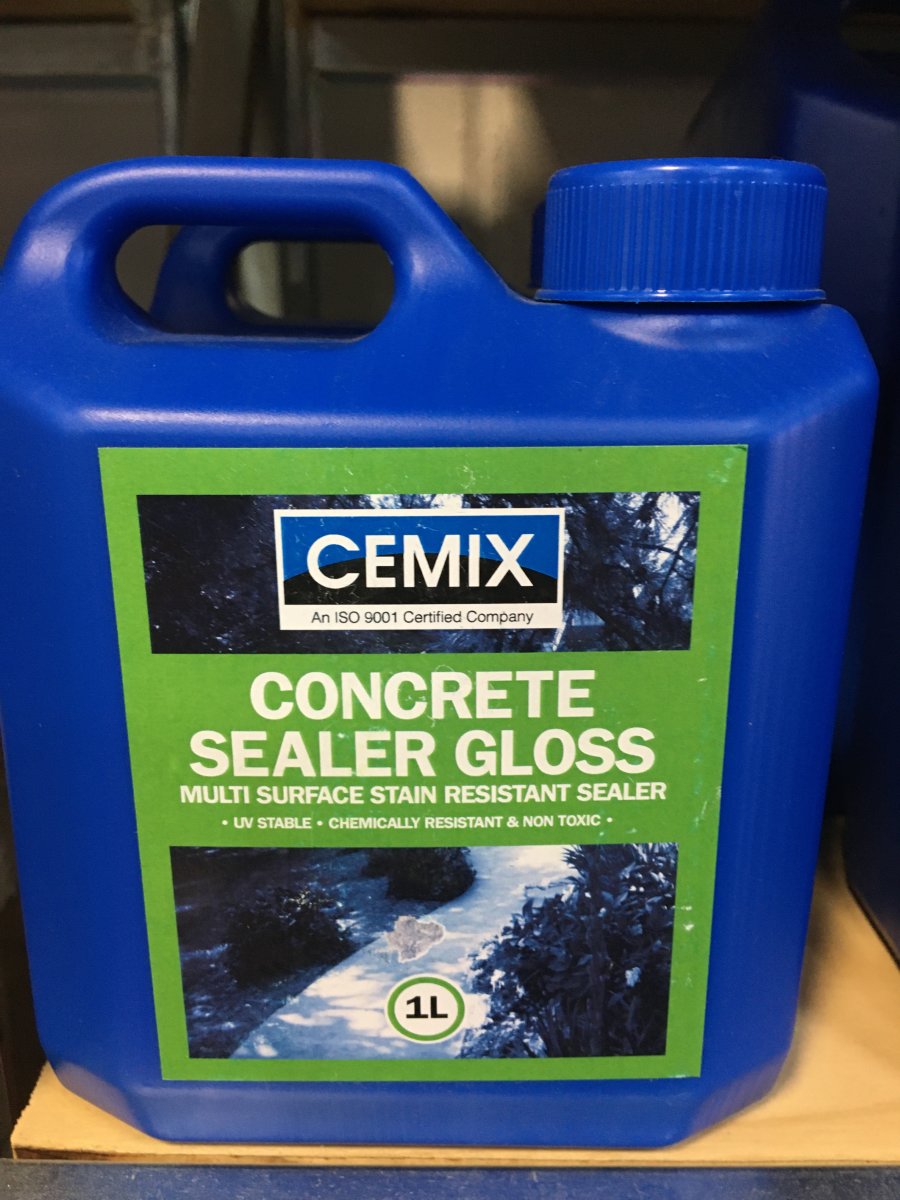 CEMIX
An ISO 9001 Certified Company
CONCRETE
SEALER GLOSS
MULTI SURFACE STAIN RESISTANT SEALER
• UV STABLE • CHEMICALLY RESISTANT & NON TOXIC •
1L